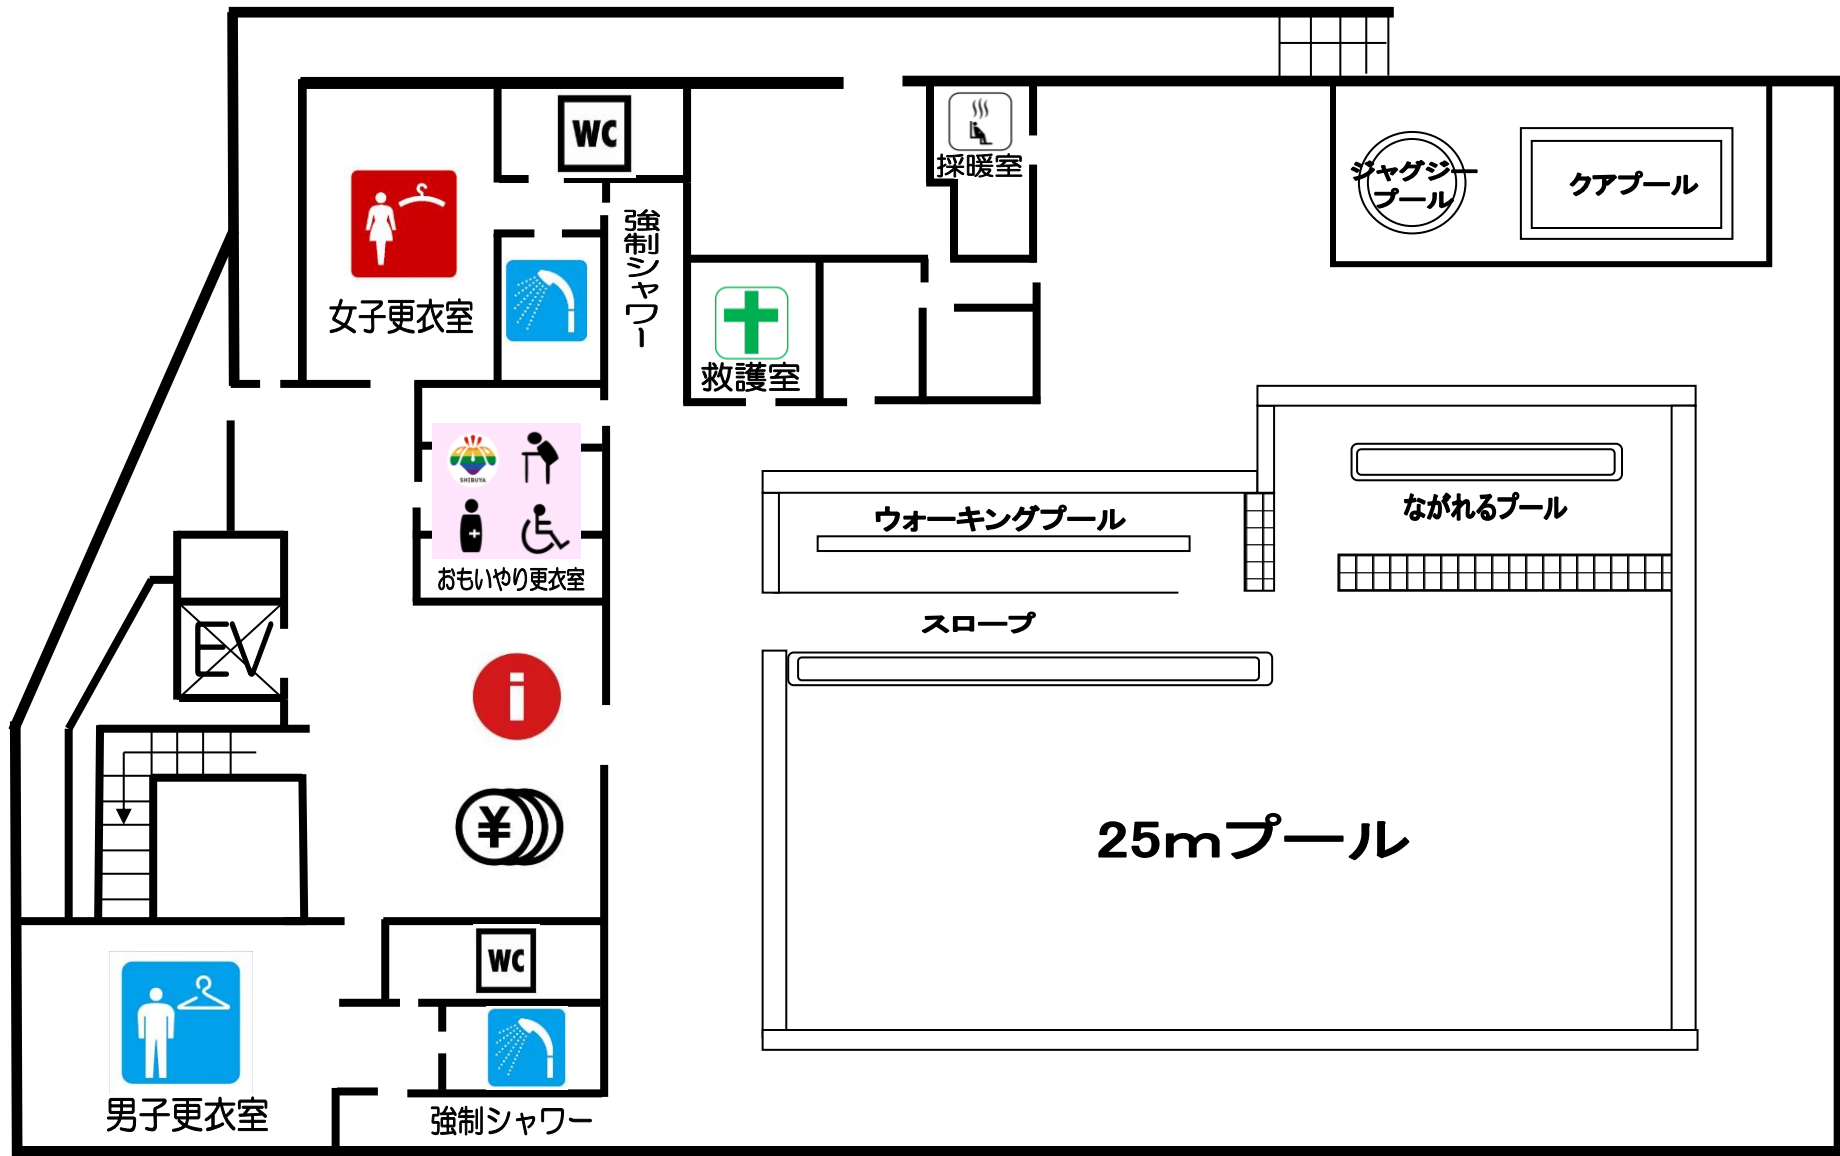 WC
採暖室
ジャグジー
プール
クアプール
強制シャワー
女子更衣室
救護室
SHIBUYA
おもいやり更衣室
ながれるプール
ウォーキングプール
スロープ
EV
i
¥
25mプール
WC
男子更衣室
強制シャワー